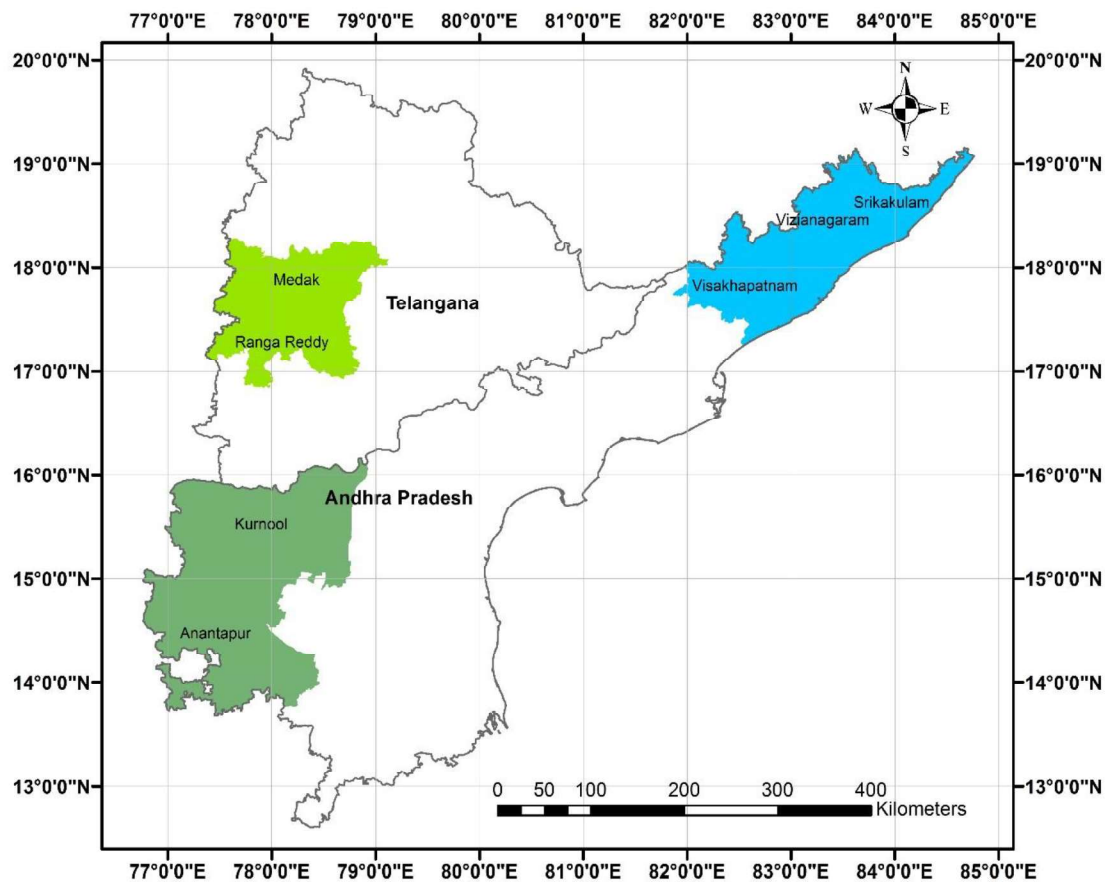 77°0'0"E 78°0'0"E 79°0'0"E 80°0'0"E 81°0'0"E 82°0'0"E 83°0'0"E 84°0'0"E 85°0'0"E
20°0'0"N 20°0'0"N
N
W E
S
19°0'0"N 19°0'0"N
Srikakulam
Vizianagaram
18°0'0"N 18°0'0"N
Medak
Visakhapatnam
Telangana
Ranga Reddy
17°0'0"N 17°0'0"N
16°0'0"N 16°0'0"N
Andhra Pradesh
Kurnool
15°0'0"N 15°0'0"N
Anantapur
14°0'0"N 14°0'0"N
13°0'0"N 13°0'0"N
0 50 100 200 300 400
Kilometers
77°0'0"E 78°0'0"E 79°0'0"E 80°0'0"E 81°0'0"E 82°0'0"E 83°0'0"E 84°0'0"E 85°0'0"E